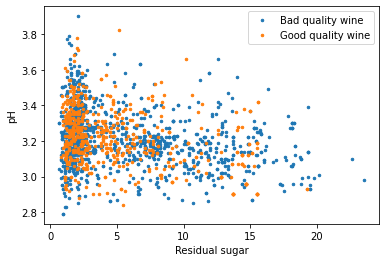 Bad quality wine
Good quality wine
3.8
3.6
3.4
3.2
3.0
2.8
pH
0 5 10 15 20
Residual sugar